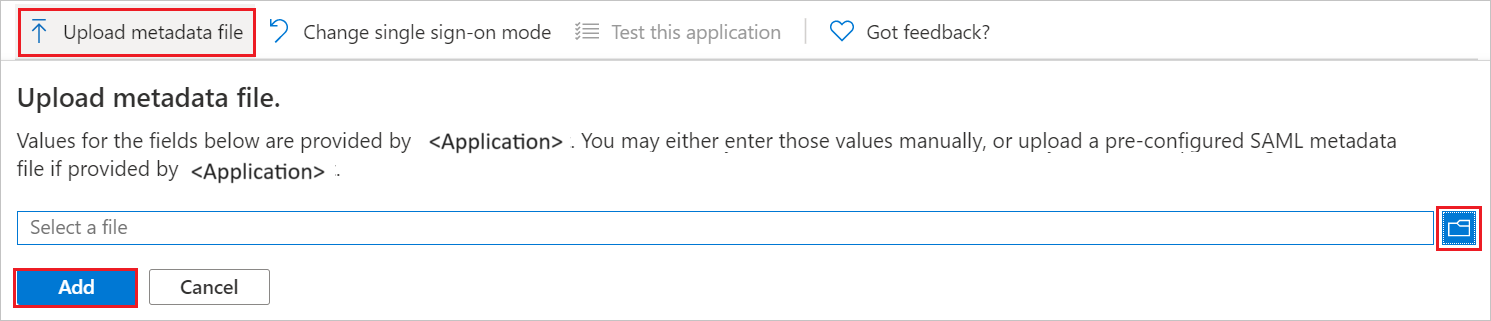 Upload metadata file Change single sign-on mode Test this application Got feedback?
Upload metadata file.
Values for the fields below are provided by <Application> . You may either enter those values manually, or upload a pre-configured SAML metadata
file if provided by <Application> .
Select a file
Add Cancel